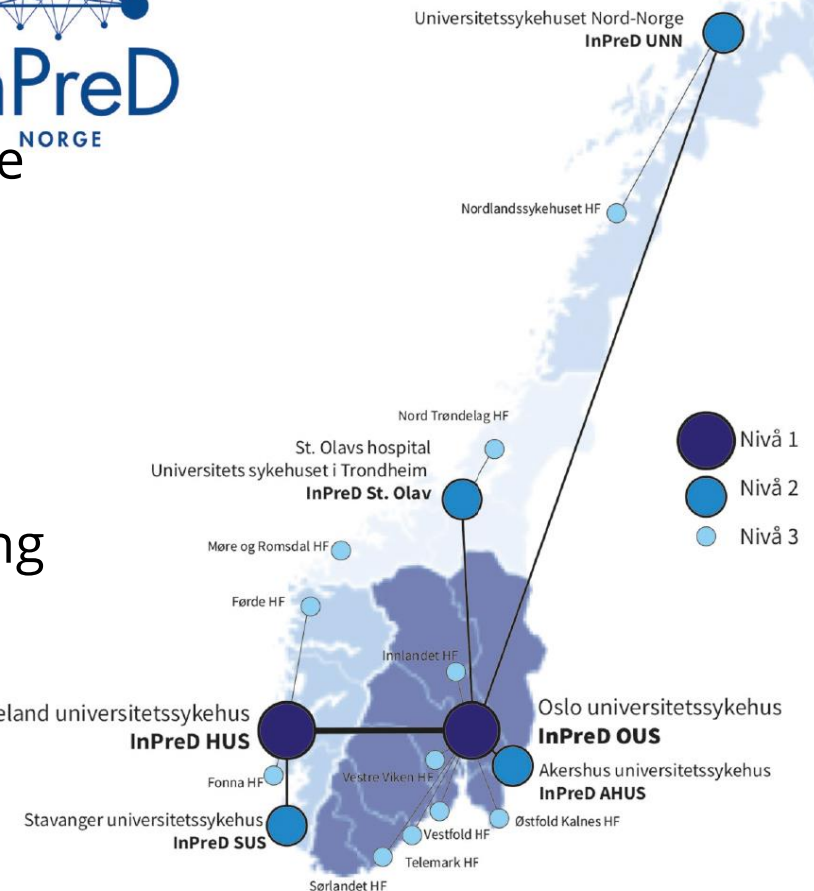 Universitetssykehuset Nord-Norge
InPreD UNN
PreD
NORGE
e
Nordlandssykehuset HF
Nord Trøndelag HF
St. Olavs hospital
Universitets sykehuset i Trondheim
InPreD St. Olav
Nivå 1
Nivå 2
Nivå 3
ng
Møre og Romsdal HF
Førde HF
Innlandet HF
eland universitetssykehus
InPreD HUS
Oslo universitetssykehus
InPreD OUS
Fonna HF
Vestre Viken HF
Akershus universitetssykehus
InPreD AHUS
Stavanger universitetssykehus
InPreD SUS
Vestfold HF
Østfold Kalnes HF
Telemark HF
Sørlandet HF